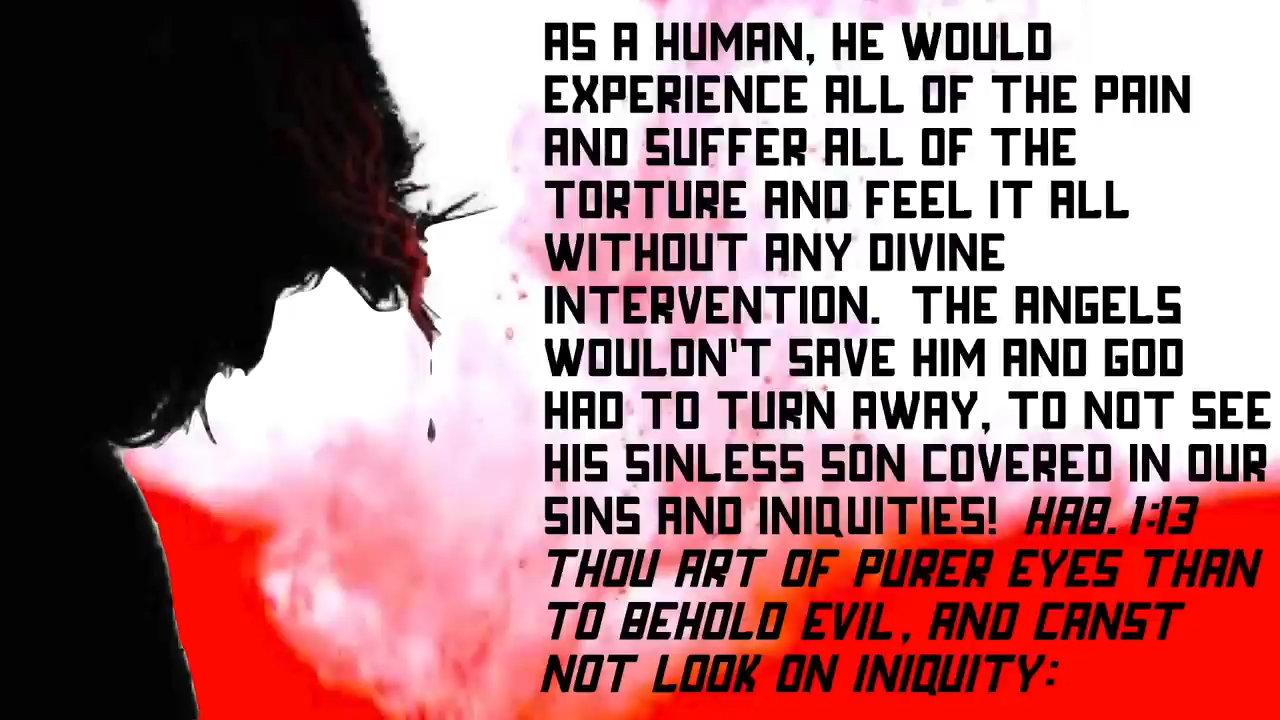 AS A HUMAN, HE WOULD
EXPERIENCE ALL OF THE PAIN
AND SUFFER ALL OF THE
TORTURE AND FEEL IT ALL
WITHOUT ANY DIVINE
INTERVENTION.  THE ANGELS
WOULDN'T SAVE HIM AND GOD
HAD TO TURN AWAY, TO NOT SEE
HIS SINLESS SON COVERED IN OUR
SINS AND INIQUITIES!  HAB. 1:13
THOU ART OF PURER EYES THAN
TO BEHOLD EVIL, AND CANST
NOT LOOK ON INIQUITY: